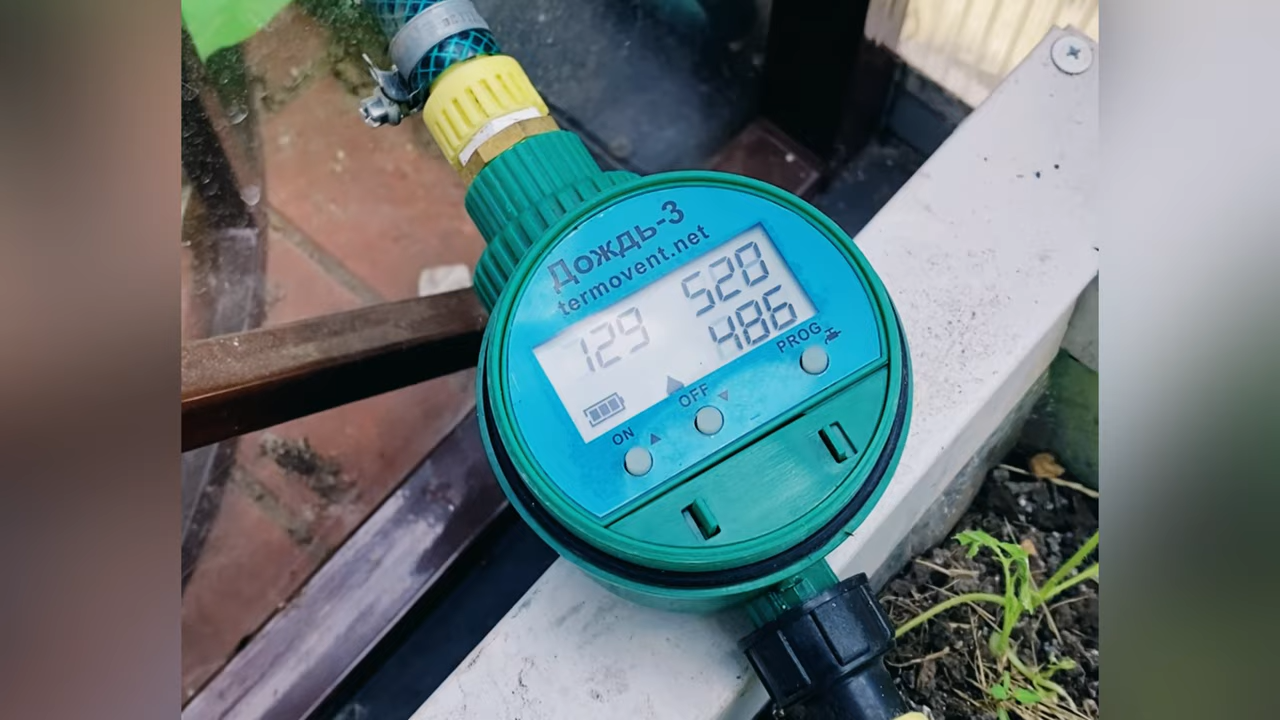 Дождь-3
termovent.net
528
129
486
ON
OFF
PROG